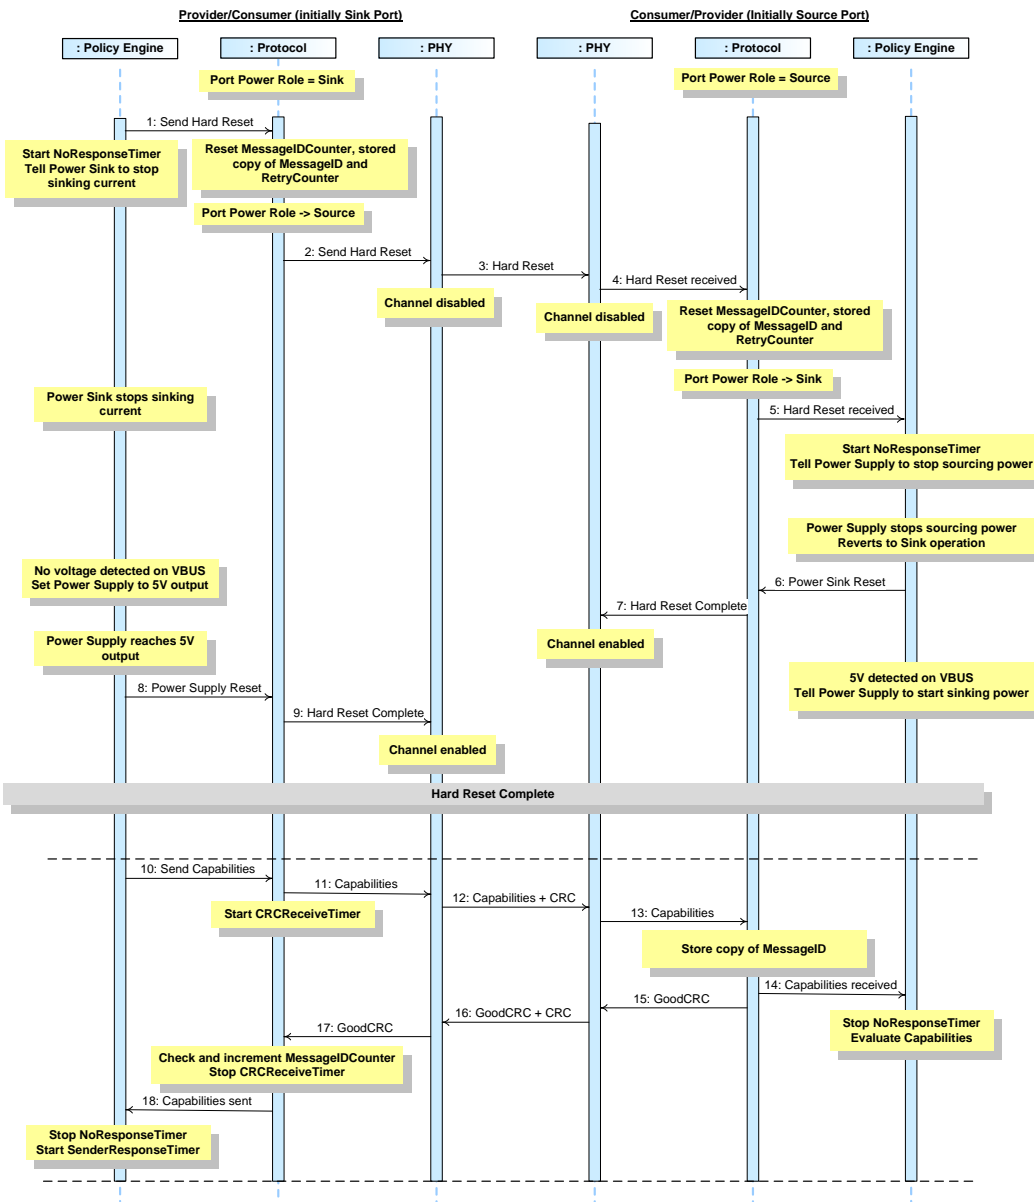 Provider/Consumer (initially Sink Port)
Consumer/Provider (Initially Source Port)
: Policy Engine
: Protocol
: PHY
: PHY
: Protocol
: Policy Engine
Port Power Role = Sink
Port Power Role = Source
1: Send Hard Reset
Start NoResponseTimer
Tell Power Sink to stop
sinking current
Reset MessageIDCounter, stored
copy of MessageID and
RetryCounter
Port Power Role -> Source
2: Send Hard Reset
3: Hard Reset
4: Hard Reset received
Channel disabled
Channel disabled
Reset MessageIDCounter, stored
copy of MessageID and
RetryCounter
Port Power Role -> Sink
Power Sink stops sinking
current
5: Hard Reset received
Start NoResponseTimer
Tell Power Supply to stop sourcing power
Power Supply stops sourcing power
Reverts to Sink operation
No voltage detected on VBUS
Set Power Supply to 5V output
6: Power Sink Reset
7: Hard Reset Complete
Power Supply reaches 5V
output
Channel enabled
5V detected on VBUS
Tell Power Supply to start sinking power
8: Power Supply Reset
9: Hard Reset Complete
Channel enabled
Hard Reset Complete
10: Send Capabilities
11: Capabilities
12: Capabilities + CRC
13: Capabilities
Start CRCReceiveTimer
Store copy of MessageID
14: Capabilities received
15: GoodCRC
16: GoodCRC + CRC
17: GoodCRC
Stop NoResponseTimer
Evaluate Capabilities
Check and increment MessageIDCounter
Stop CRCReceiveTimer
18: Capabilities sent
Stop NoResponseTimer
Start SenderResponseTimer